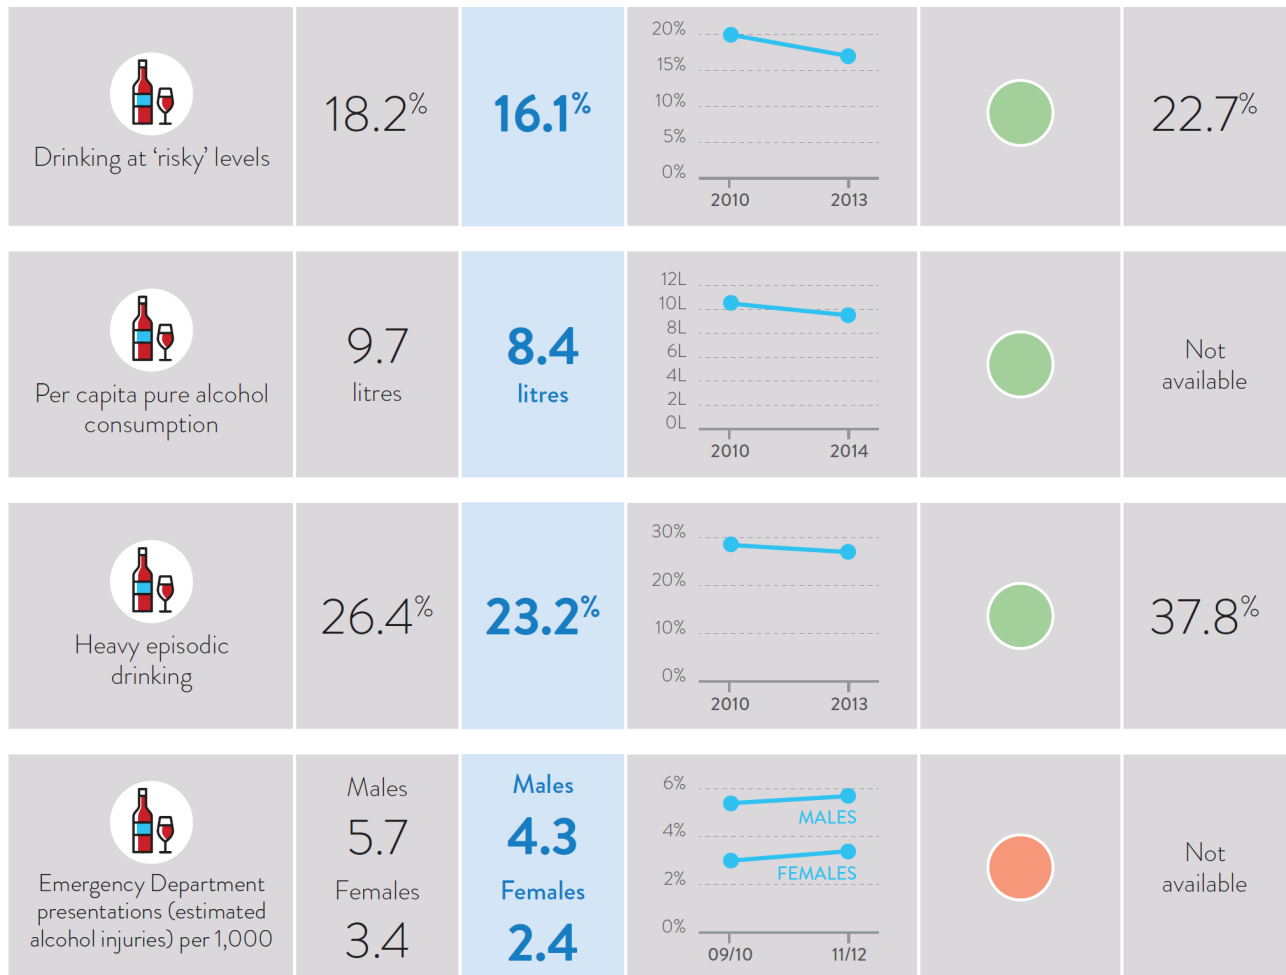 Drinking at ‘risky’ levels
18.2%
16.1%
20%
15%
10%
5%
0%
2010 2013
22.7%
Per capita pure alcohol
consumption
9.7
litres
8.4
litres
12L
10L
8L
6L
4L
2L
0L
2010 2014
Not
available
Heavy episodic
drinking
26.4%
23.2%
30%
20%
10%
0%
2010 2013
37.8%
Emergency Department
presentations (estimated
alcohol injuries) per 1,000
Males
5.7
Females
3.4
Males
4.3
Females
2.4
6%
4%
2%
0%
MALES
FEMALES
09/10 11/12
Not
available